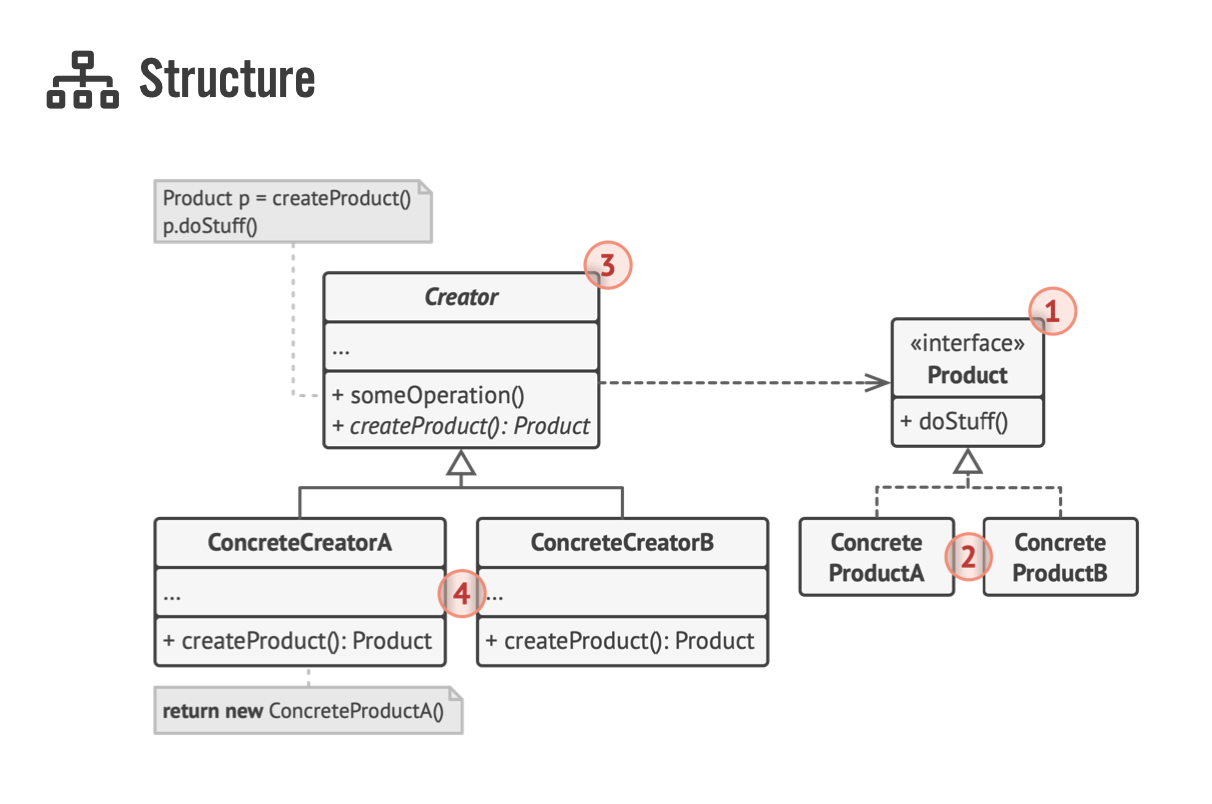 Structure
Product p = createProduct()
p.doStuff()
3
Creator
...
+ someOperation()
+ createProduct(): Product
1
«interface»
Product
+ doStuff()
ConcreteCreatorA
...
+ createProduct(): Product
4
ConcreteCreatorB
...
+ createProduct(): Product
Concrete
ProductA
2
Concrete
ProductB
return new ConcreteProductA()